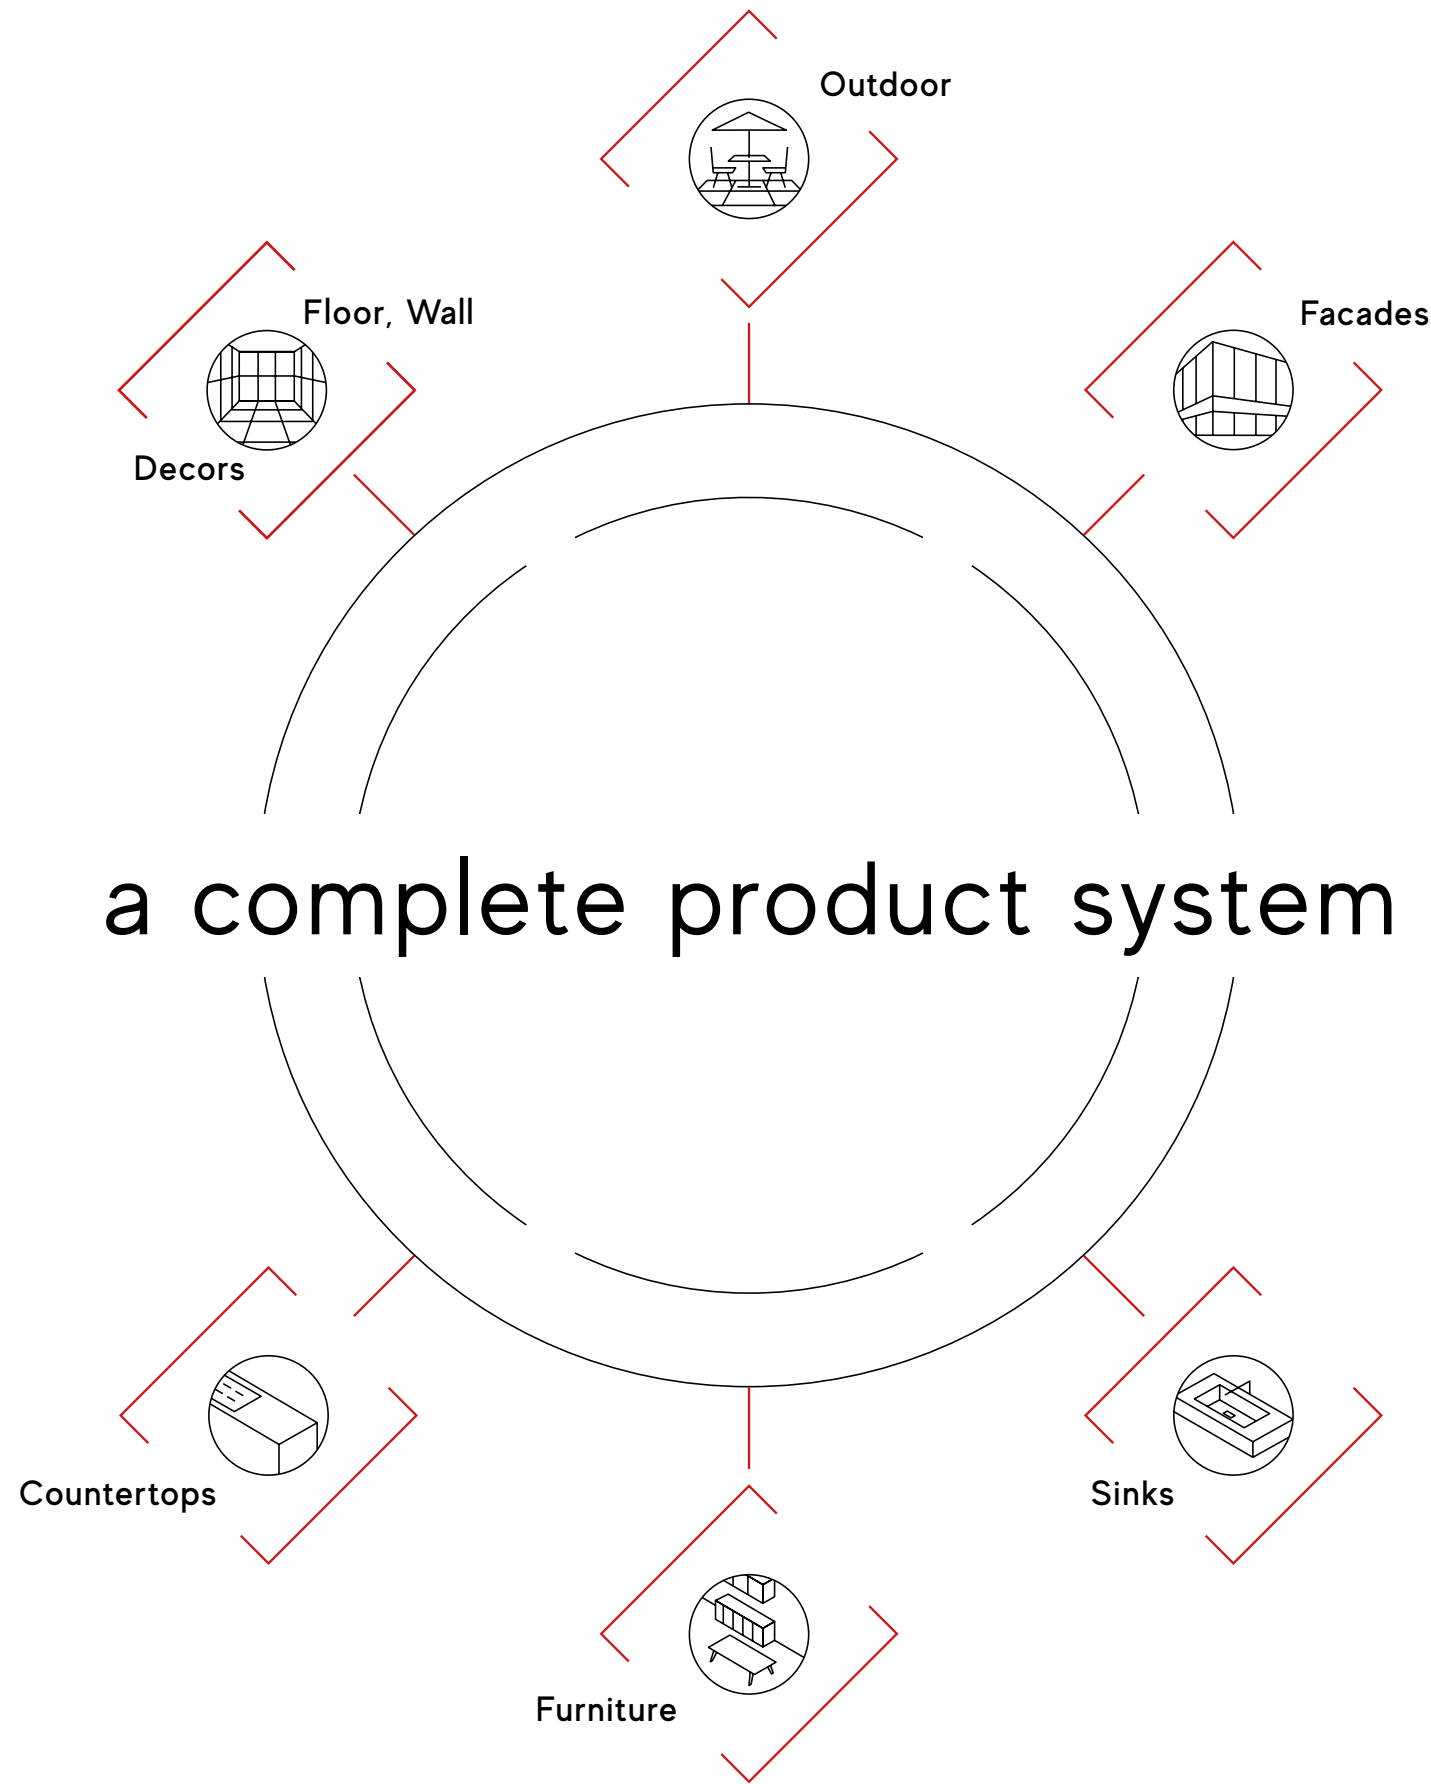 Outdoor
Floor, Wall
Facades
Decors
a complete product system
Countertops
Sinks
Furniture